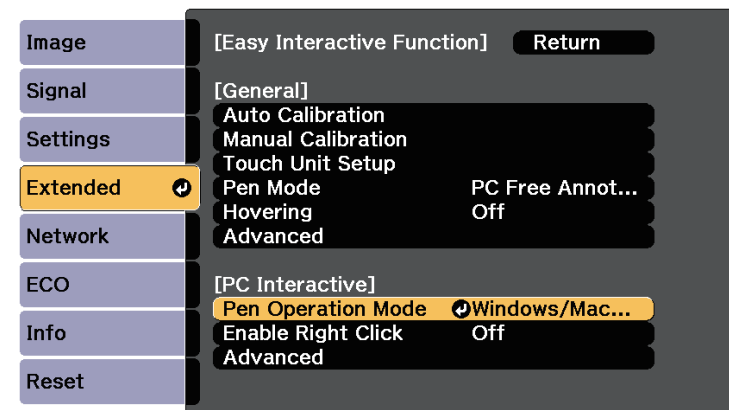 Image
Signal
Settings
Extended
Network
ECO
Info
Reset
[Easy Interactive Function] Return
[General]
Auto Calibration
Manual Calibration
Touch Unit Setup
Pen Mode PC Free Annot...
Hovering Off
Advanced
[PC Interactive]
Pen Operation Mode Windows/Mac...
Enable Right Click Off
Advanced